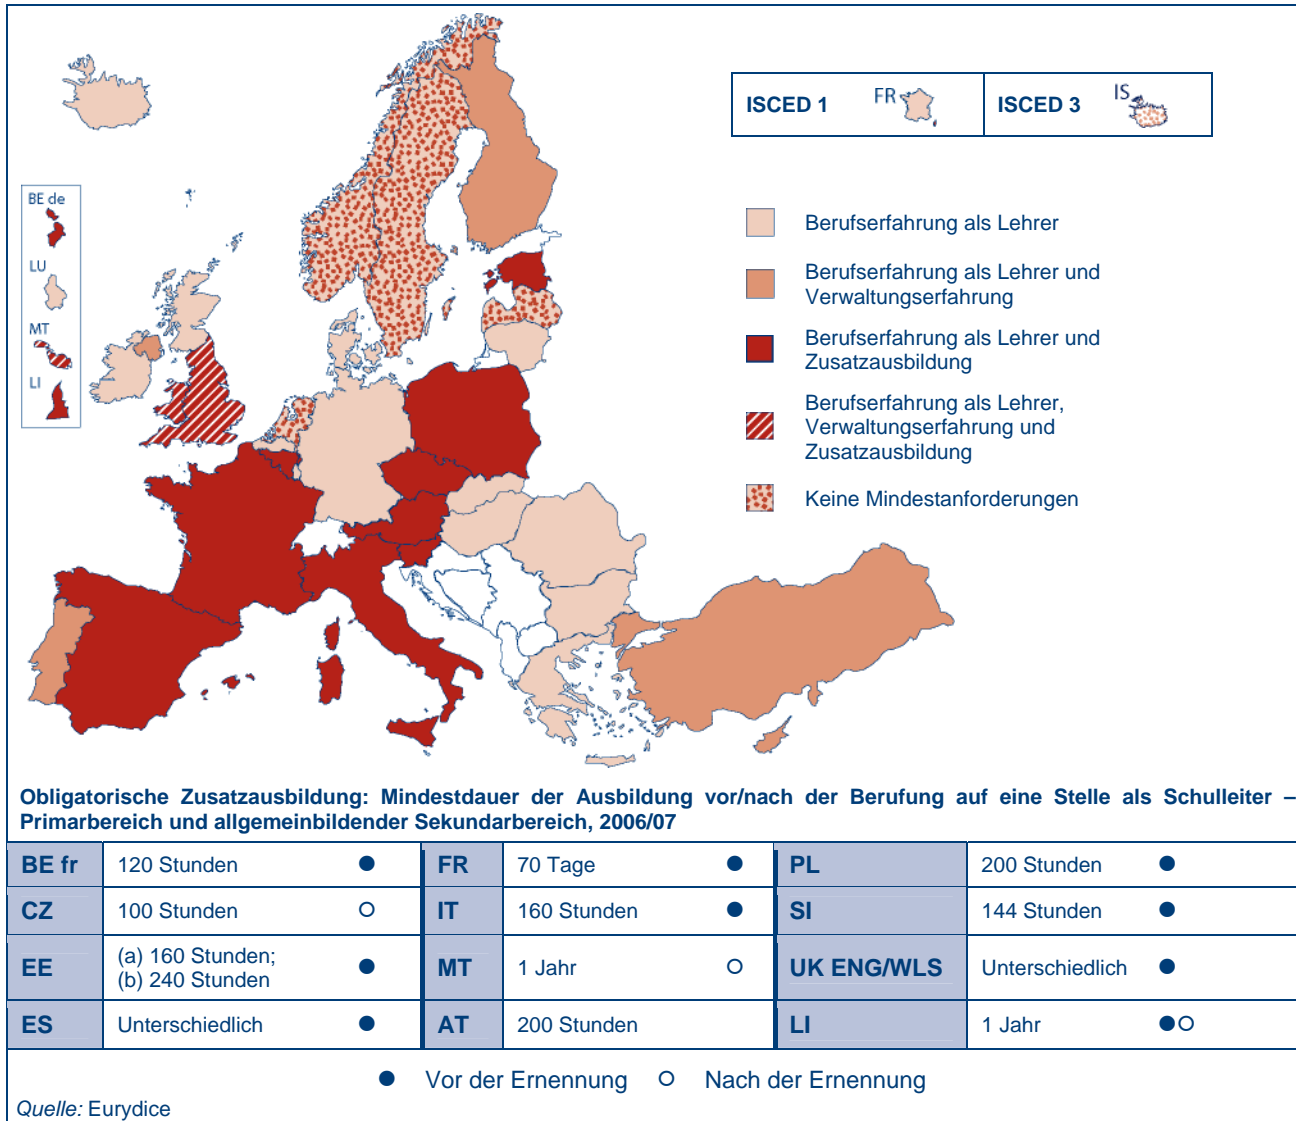 ISCED 1 FR ISCED 3 IS
BE de
LU
MT
LI
Berufserfahrung als Lehrer
Berufserfahrung als Lehrer und
Verwaltungserfahrung
Berufserfahrung als Lehrer und
Zusatzausbildung
Berufserfahrung als Lehrer,
Verwaltungserfahrung und
Zusatzausbildung
Keine Mindestanforderungen
Obligatorische Zusatzausbildung: Mindestdauer der Ausbildung vor/nach der Berufung auf eine Stelle als Schulleiter –
Primarbereich und allgemeinbildender Sekundarbereich, 2006/07
BE fr 120 Stunden ● FR 70 Tage ● PL 200 Stunden ●
CZ 100 Stunden ○ IT 160 Stunden ● SI 144 Stunden ●
EE (a) 160 Stunden;
(b) 240 Stunden ● MT 1 Jahr ○ UK ENG/WLS Unterschiedlich ●
ES Unterschiedlich ● AT 200 Stunden LI 1 Jahr ●○
● Vor der Ernennung ○ Nach der Ernennung
Quelle: Eurydice